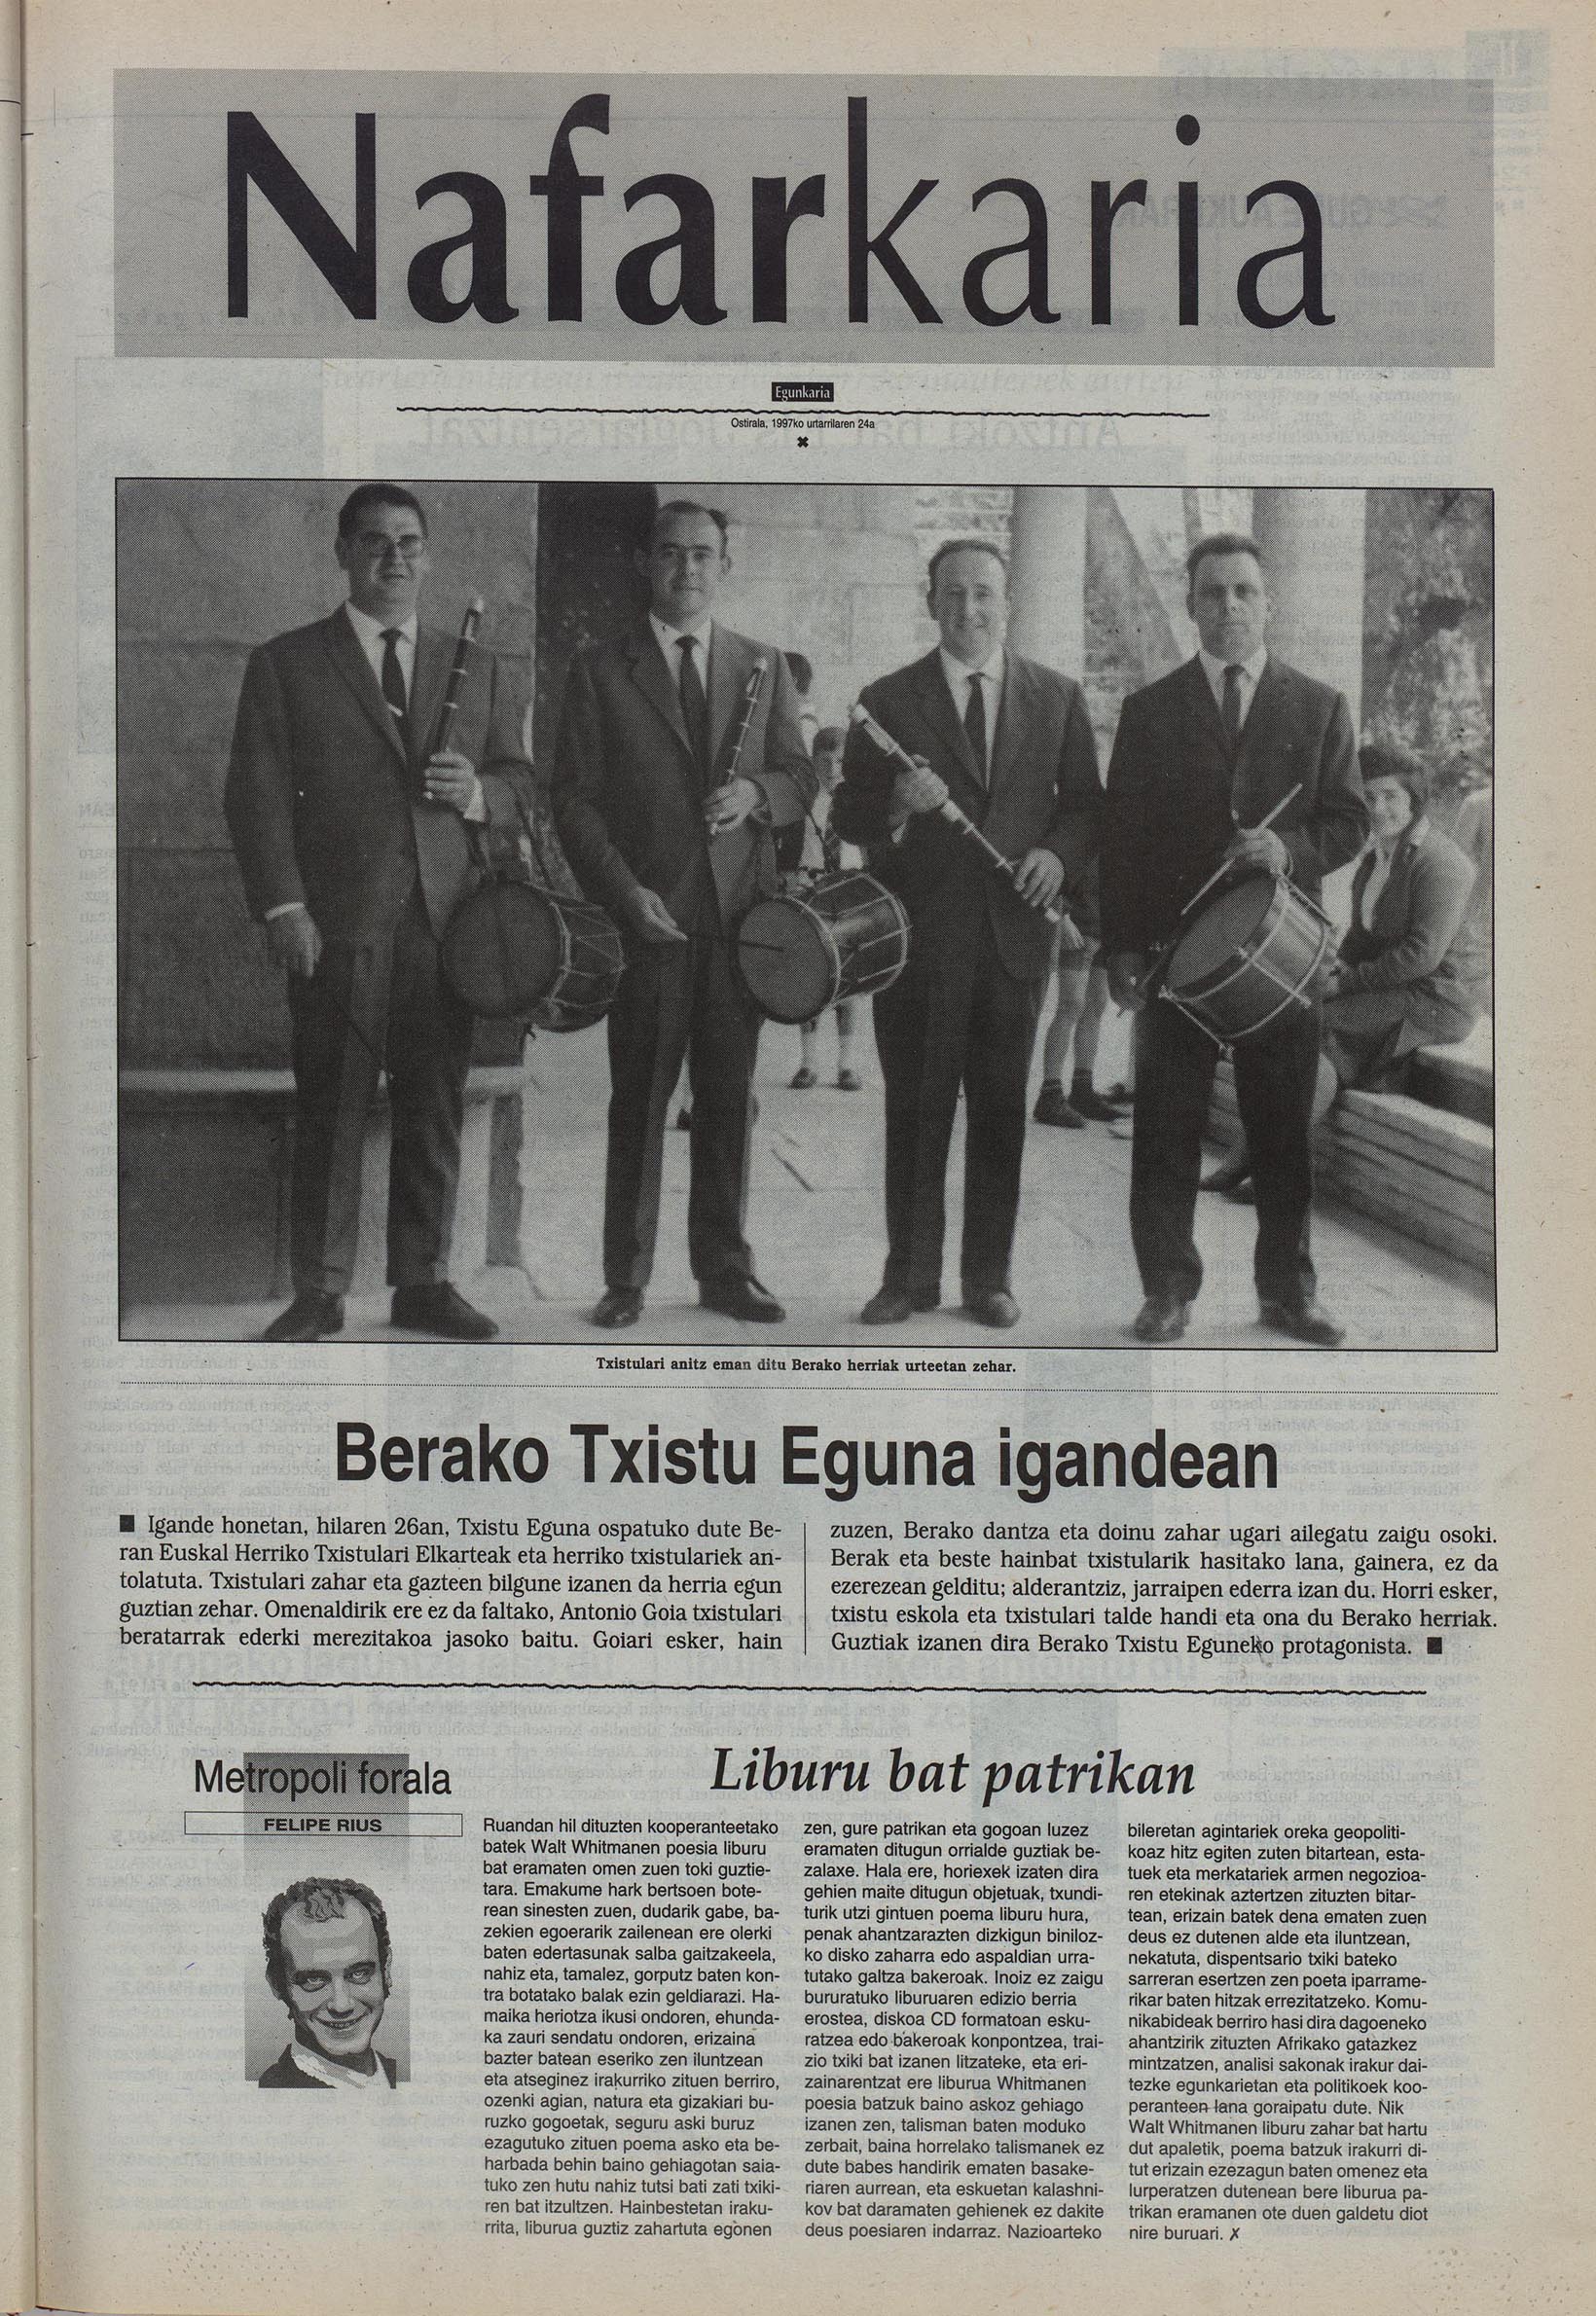 Nafarkaria
Egunkaria
Ostirala, 1997ko urtarrilaren 24a
Txistulari anitz eman ditu Berako herriak urteetan zehar.
Berako Txistu Eguna igandean
■ Igande honetan, hilaren 26an, Txistu Eguna ospatuko dute Be-
ran Euskal Herriko Txistulari Elkarteak eta herriko txistulariek an-
tolatuta. Txistulari zahar eta gazteen bilgune izanen da herria egun
guztian zehar. Omenaldirik ere ez da faltako, Antonio Goia txistulari
beratarrak ederki merezitakoa jasoko baitu. Goiari esker, hain
zuzen, Berako dantza eta doinu zahar ugari ailegatu zaigu osoki.
Berak eta beste hainbat txistularik hasitako lana, gainera, ez da
ezerezean gelditu; alderantziz, jarraipen ederra izan du. Horri esker,
txistu eskola eta txistulari talde handi eta ona du Berako herriak.
Guztiak izanen dira Berako Txistu Eguneko protagonista. ■
Metropoli forala
FELIPE RIUS
Liburu bat patrikan
Ruandan hil dituzten kooperanteetako
batek Walt Whitmanen poesia liburu
bat eramaten omen zuen toki guztie-
tara. Emakume hark bertsoen bote-
rean sinesten zuen, dudarik gabe, ba-
zekien egoerarik zailenean ere olerki
baten edertasunak salba gaitzakeela,
nahiz eta, tamalez, gorputz baten kon-
tra botatako balak ezin geldiarazi. Ha-
maika heriotza ikusi ondoren, ehunda-
ka zauri sendatu ondoren, erizaina
bazter batean eseriko zen iluntzean
eta atseginez irakurriko zituen berriro,
ozenki agian, natura eta gizakiari bu-
ruzko gogoetak, seguru aski buruz
ezagutuko zituen poema asko eta be-
harbada behin baino gehiagotan saia-
tuko zen hutu nahiz tutsi bati zati txiki-
ren bat itzultzen. Hainbestetan iraku-
rrita, liburua guztiz zahartuta egonen
zen, gure patrikan eta gogoan luzez
eramaten ditugun orrialde guztiak be-
zalaxe. Hala ere, horiexek izaten dira
gehien maite ditugun objetuak, txundi-
turik utzi gintuen poema liburu hura,
penak ahantzarazten dizkigun biniloz-
ko disko zaharra edo aspaldian urra-
tutako galtza bakeroak. Inoiz ez zaigu
bururatuko liburuaren edizio berria
erostea, diskoa CD formatoan esku-
ratzea edo bakeroak konpontzea, trai-
zio txiki bat izanen litzateke, eta eri-
zainarentzat ere liburua Whitmanen
poesia batzuk baino askoz gehiago
izanen zen, talisman baten moduko
zerbait, baina horrelako talismanek ez
dute babes handirik ematen basake-
riaren aurrean, eta eskuetan kalashni-
kov bat daramaten gehienek ez dakite
deus poesiaren indarraz. Nazioarteko
bileretan agintariek oreka geopoliti-
koaz hitz egiten zuten bitartean, esta-
tuek eta merkatariek armen negozioa-
ren etekinak aztertzen zituzten bitar-
tean, erizain batek dena ematen zuen
deus ez dutenen alde eta iluntzean,
nekatuta, dispentsario txiki bateko
sarreran esertzen zen poeta iparrame-
rikar baten hitzak errezitatzeko. Komu-
nikabideak berriro hasi dira dagoeneko
ahantzirik zituzten Afrikako gatazkez
mintzatzen, analisi sakonak irakur dai-
tezke egunkarietan eta politikoek koo-
peranteen lana goraipatu dute. Nik
Walt Whitmanen liburu zahar bat hartu
dut apaletik, poema batzuk irakurri di-
tut erizain ezezagun baten omenez eta
lurperatzen dutenean bere liburua pa-
trikan eramanen ote duen galdetu diot
nire buruari. ✗